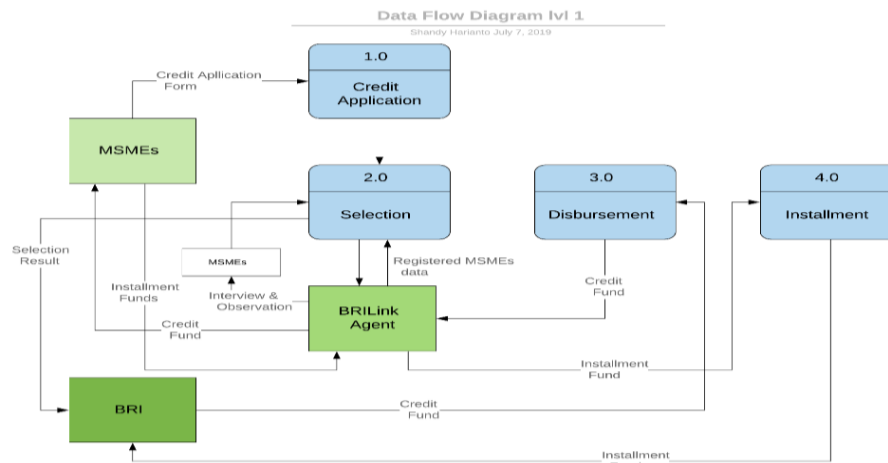 Data Flow Diagram lvl 1
Shandy Harianto July 7, 2019
1.0
Credit
Application
Credit Apllication
Form
MSMEs
2.0
Selection
3.0
Disbursement
4.0
Installment
Selection
Result
MSMEs
Registered MSMEs
data
Installment
Funds
Interview &
Observation
Credit
Fund
BRILink
Agent
Credit
Fund
Installment
Fund
BRI
Credit
Fund
Installment